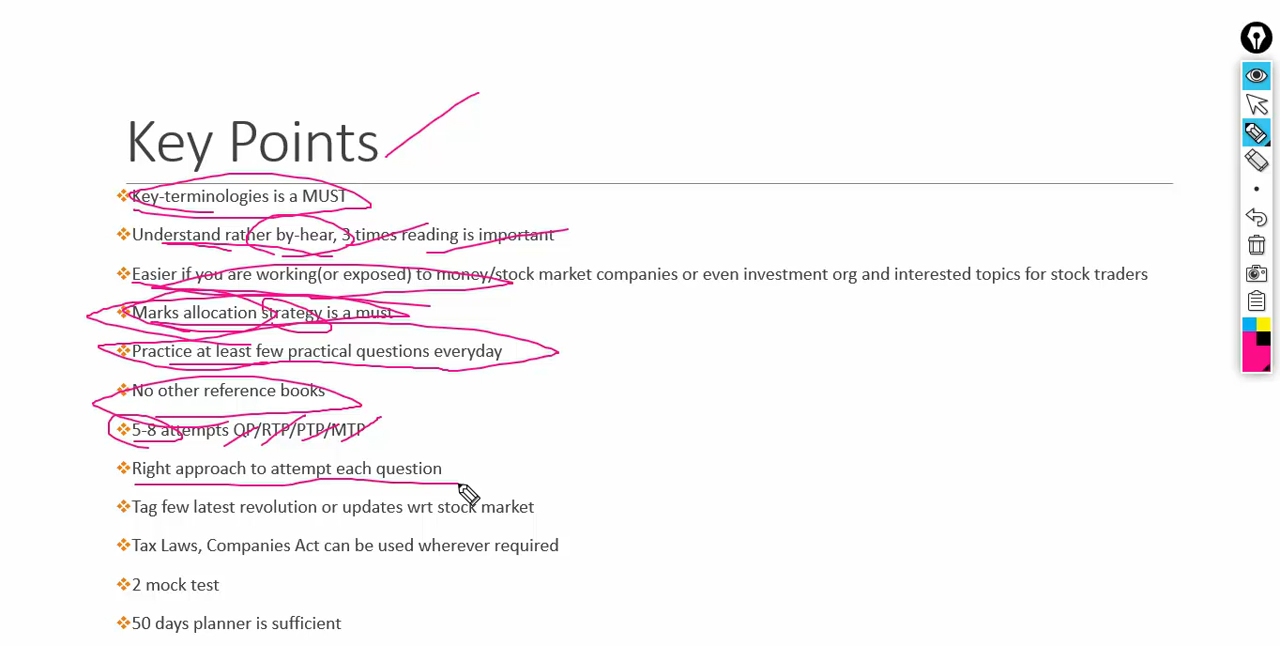 Key Points
Key-terminologies is a MUST
Understand rather by-hear, 3 times reading is important
Easier if you are working(or exposed) to money/stock market companies or even investment org and interested topics for stock traders
Marks allocation strategy is a must
Practice at least few practical questions everyday
No other reference books
5-8 attempts QP/RTP/PTP/MTP
Right approach to attempt each question
Tag few latest revolution or updates wrt stock market
Tax Laws, Companies Act can be used wherever required
2 mock test
50 days planner is sufficient